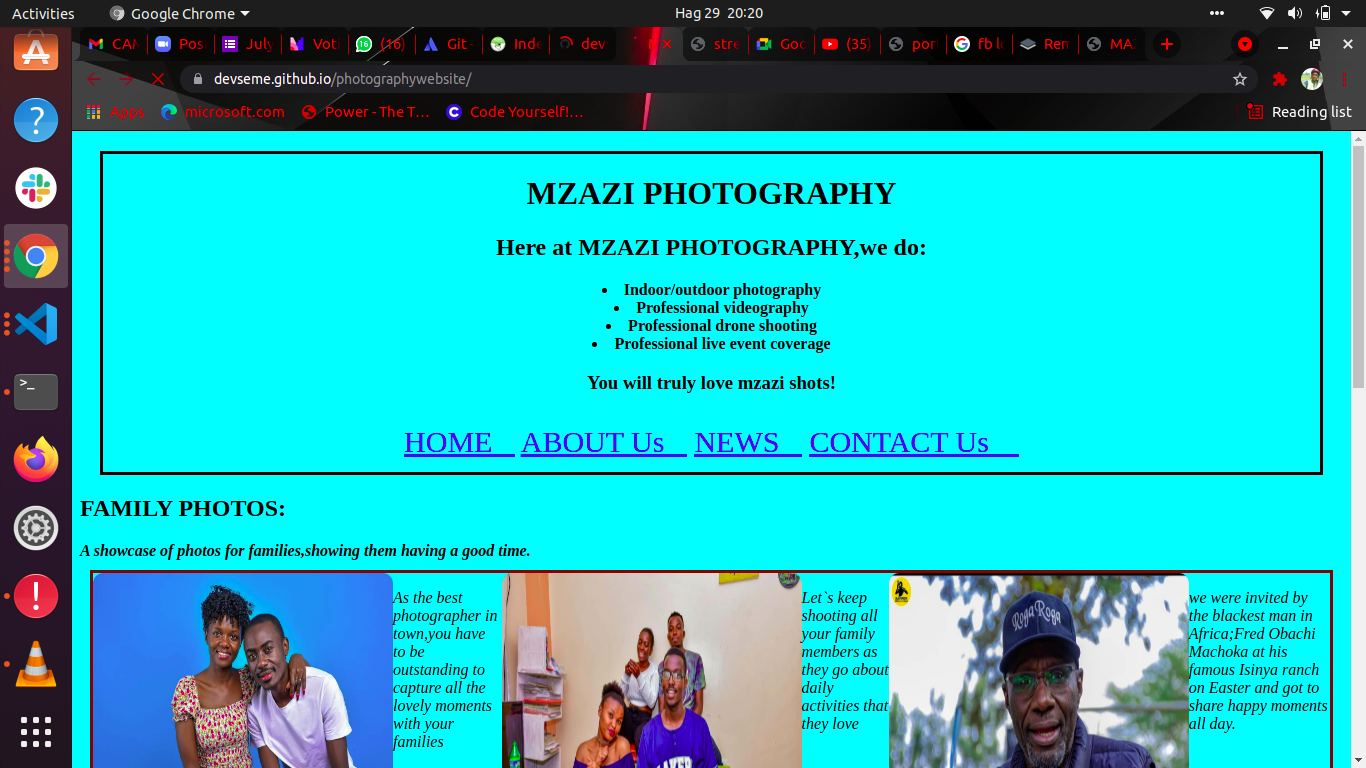 Activities
Google Chrome
Hag 29 20:20
CAM
Pos
July
Vot
(16)
Git
Inde
dev
M
stre
Goo
(35)
por
fb l
Rem
MA
devseme.github.io/photographywebsite/
Apps
microsoft.com
Power - The T…
Code Yourself!…
Reading list
MZAZI PHOTOGRAPHY
Here at MZAZI PHOTOGRAPHY,we do:
• Indoor/outdoor photography
• Professional videography
• Professional drone shooting
• Professional live event coverage
You will truly love mzazi shots!
HOME ABOUT Us NEWS CONTACT Us
FAMILY PHOTOS:
A showcase of photos for families,showing them having a good time.
As the best
photographer in
town,you have
to be
outstanding to
capture all the
lovely moments
with your
families
Let`s keep
shooting all
your family
members as
they go about
daily
activities that
they love
Roga Roga
we were invited by
the blackest man in
Africa;Fred Obachi
Machoka at his
famous Isinya ranch
on Easter and got to
share happy moments
all day.